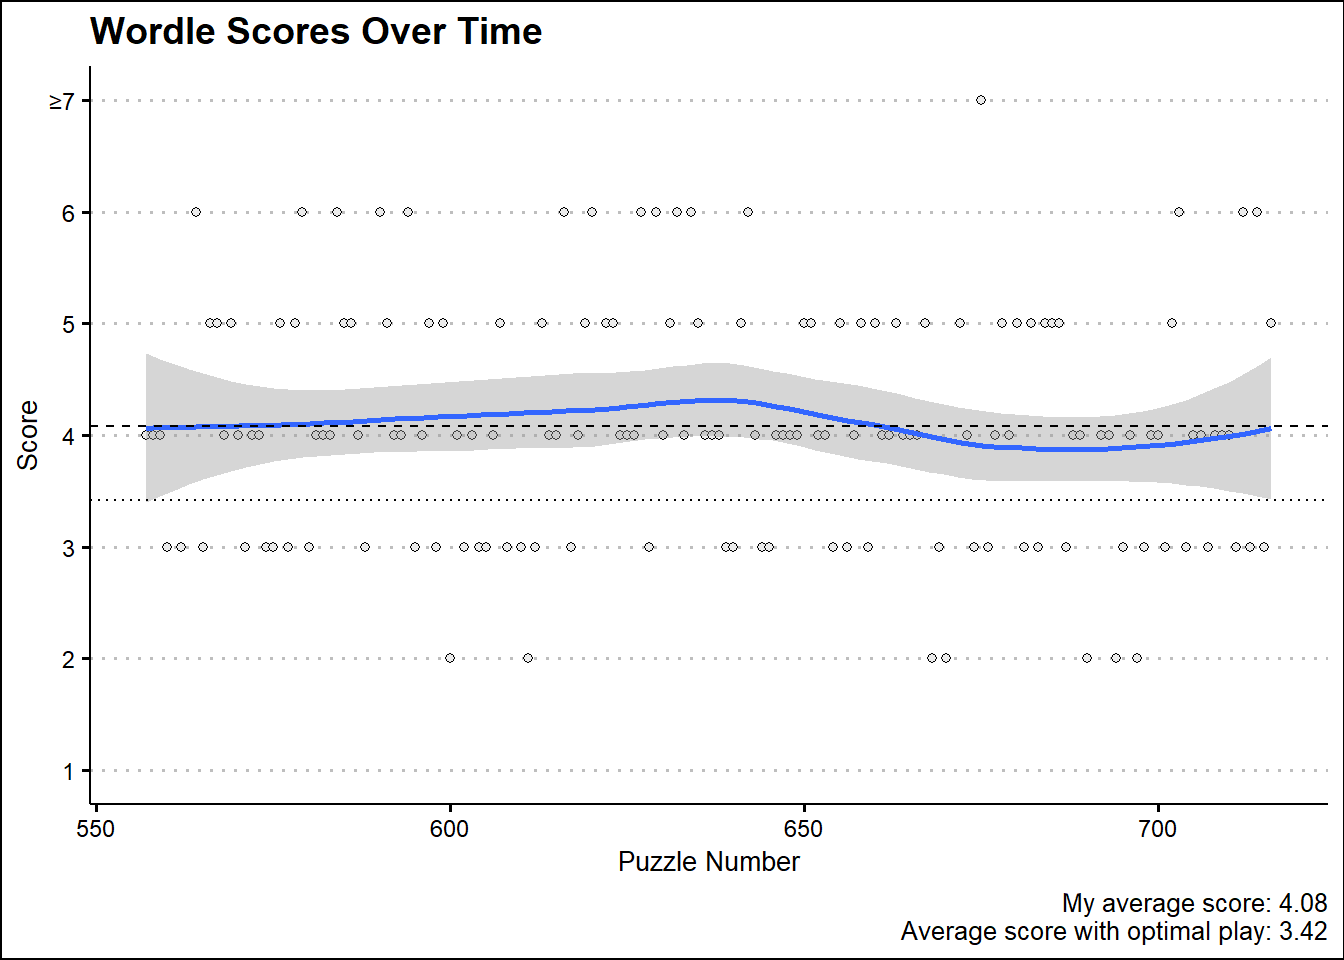 Wordle Scores Over Time
Score
≥7
6
5
4
3
2
1
550 600 650 700
Puzzle Number
My average score: 4.08
Average score with optimal play: 3.42